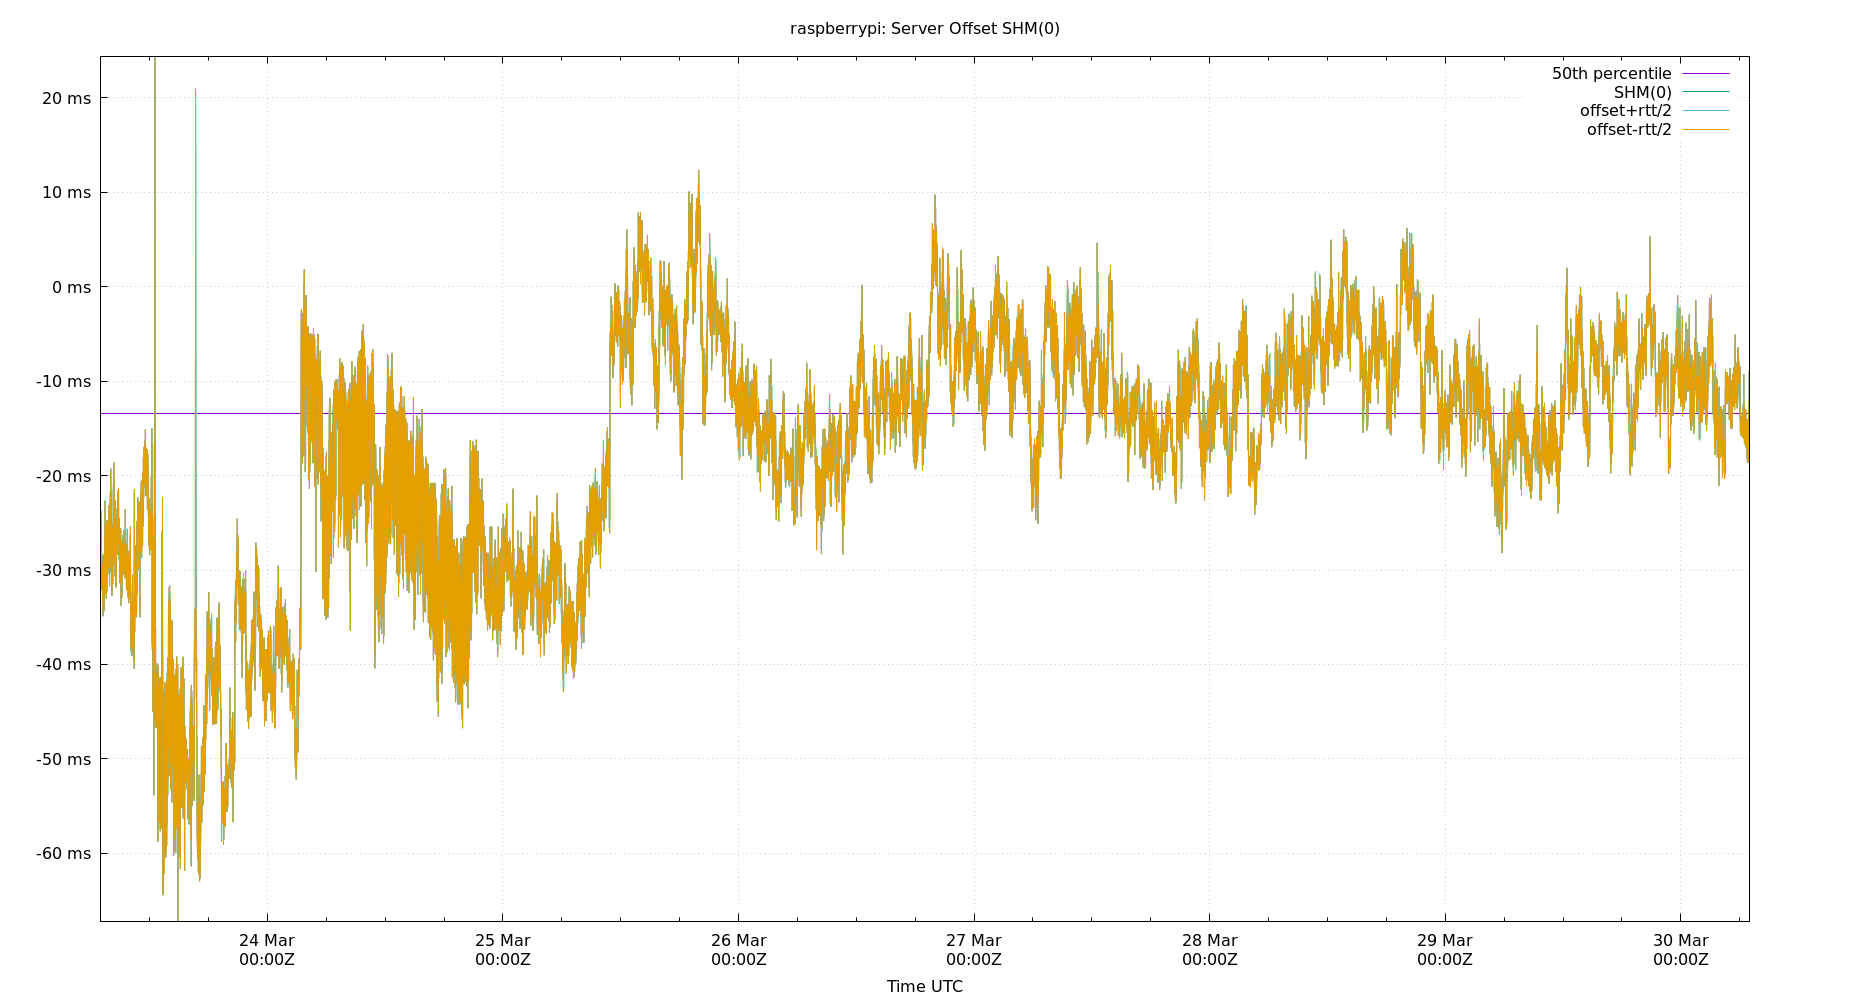 raspberrypi: Server Offset SHM(0)
50th percentile
SHM(0)
offset+rtt/2
offset-rtt/2
20 ms
10 ms
0 ms
-10 ms
-20 ms
-30 ms
-40 ms
-50 ms
-60 ms
24 Mar 25 Mar 26 Mar 27 Mar 28 Mar 29 Mar 30 Mar
00:00Z 00:00Z 00:00Z 00:00Z 00:00Z 00:00Z 00:00Z
Time UTC